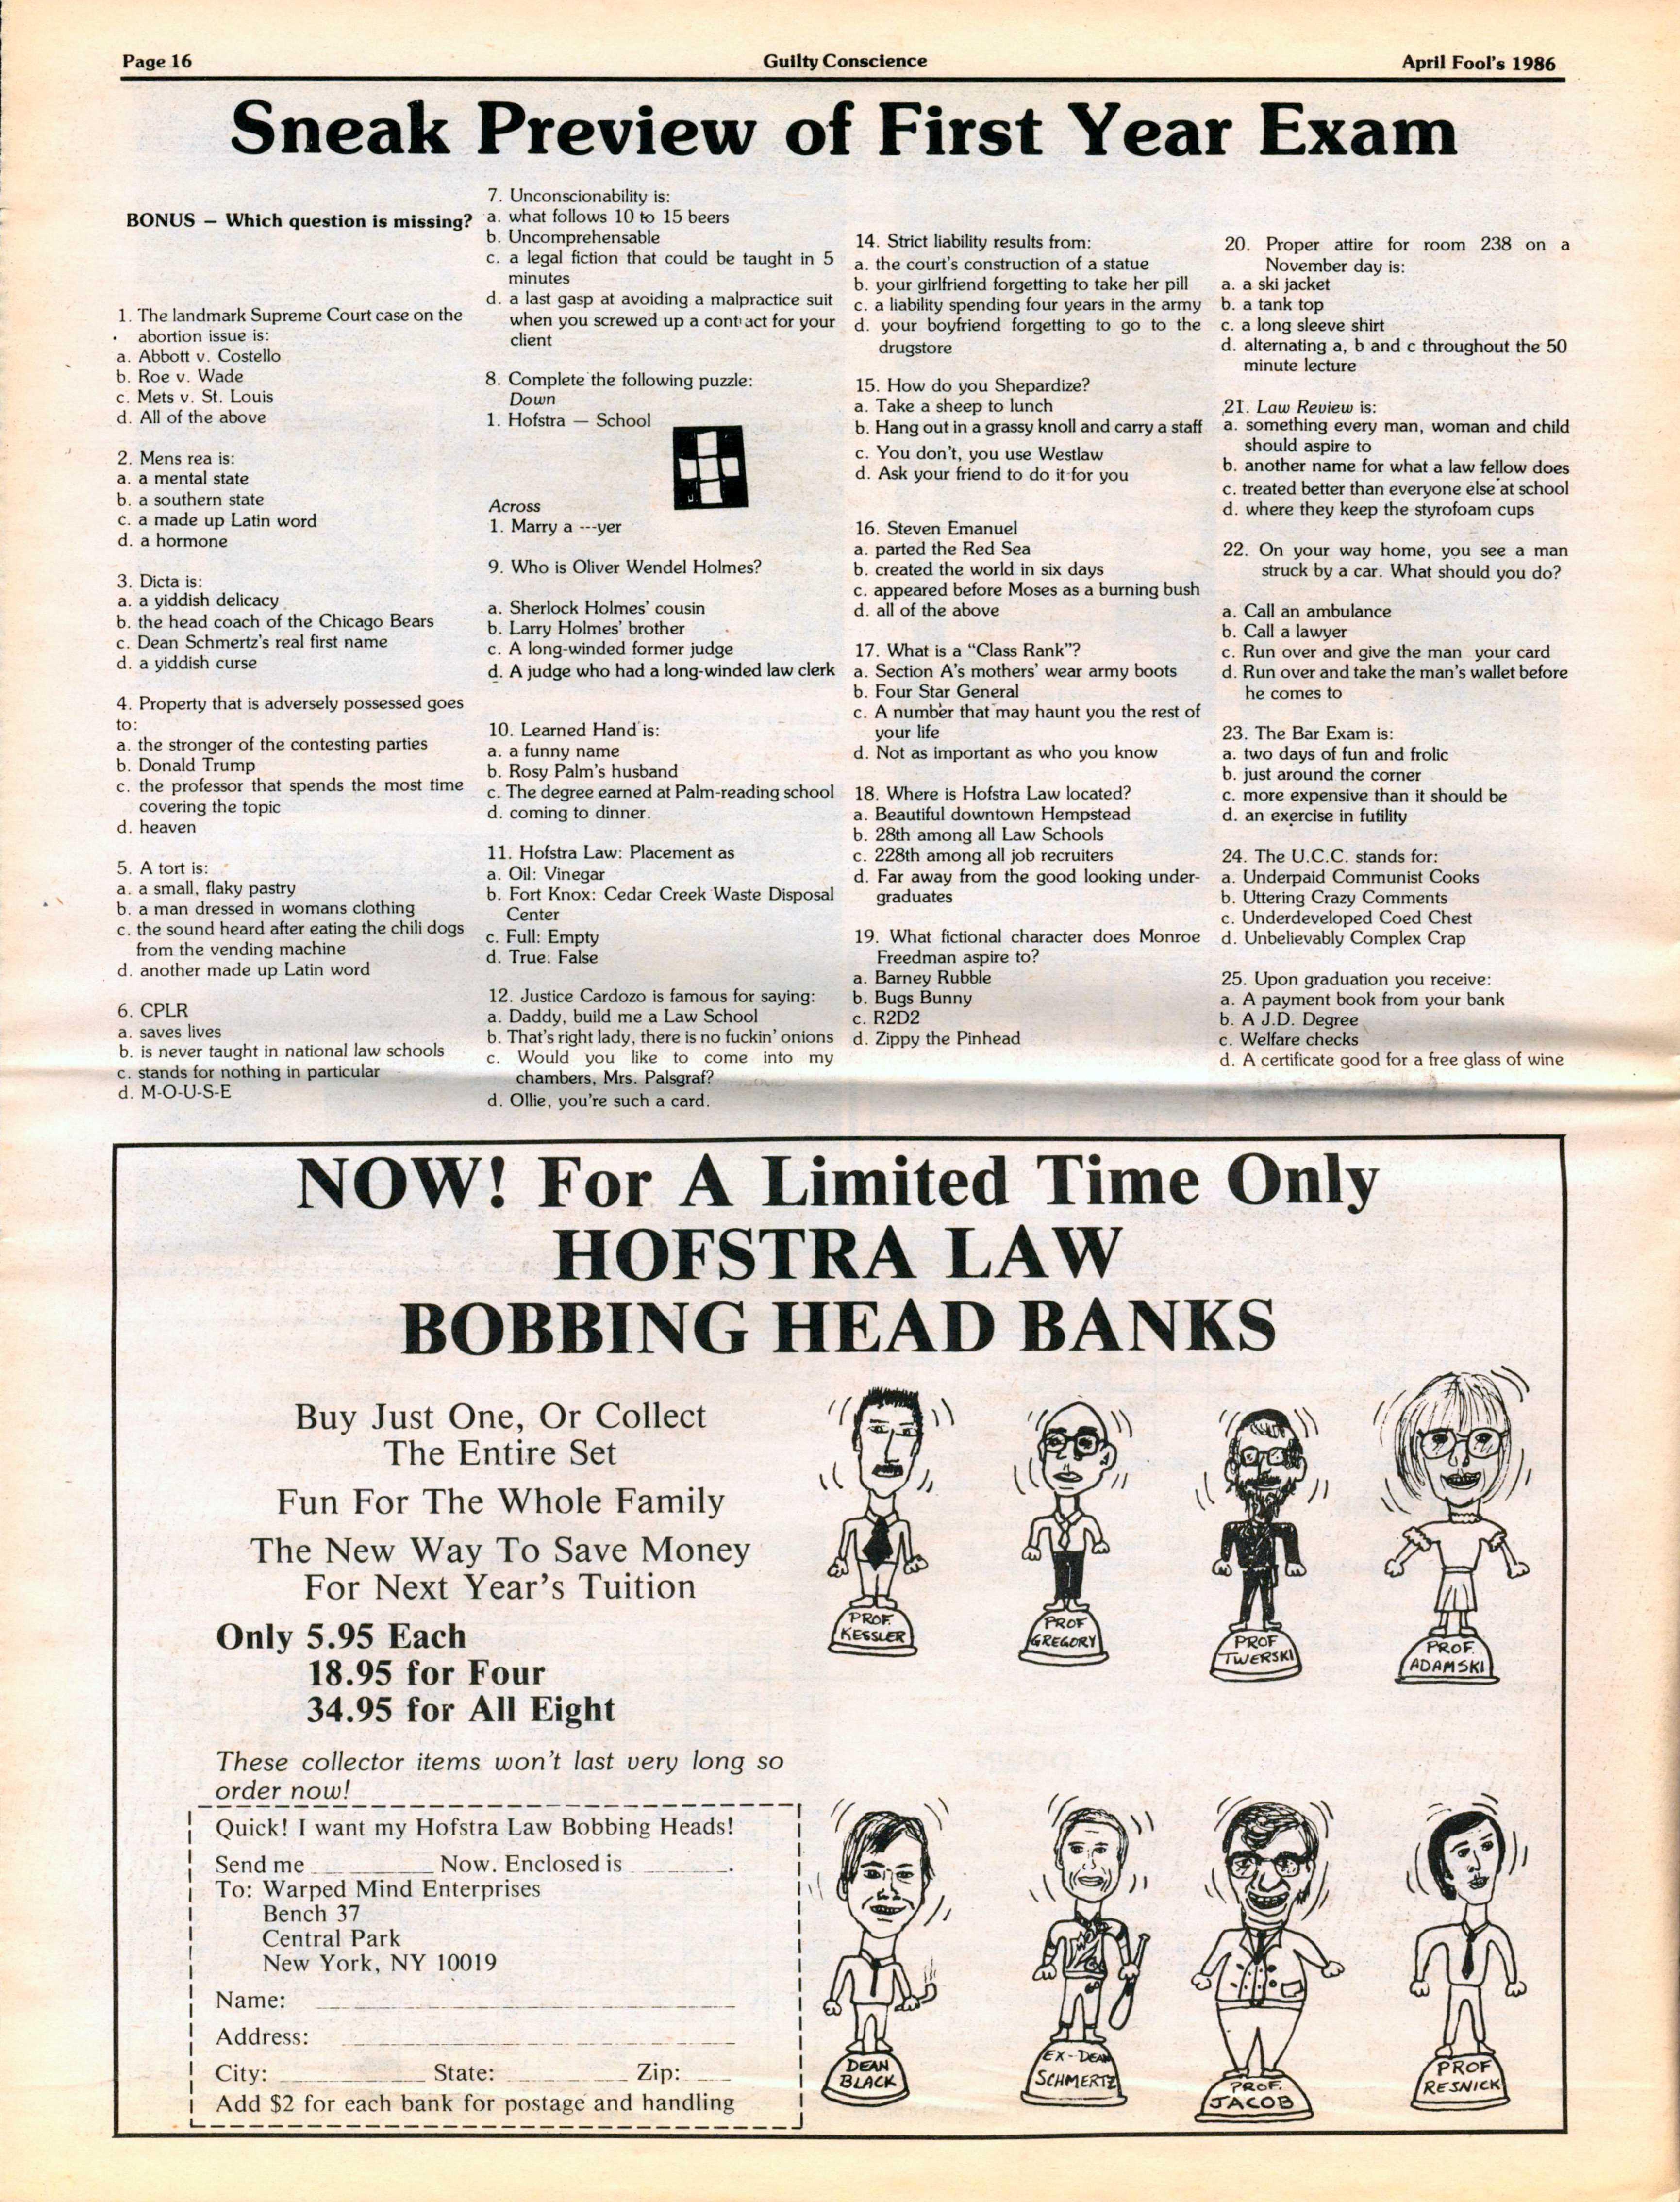 Page 16
Guilty Conscience
April Fool's 1986
Sneak Preview of First Year Exam
BONUS — Which question is missing?
1. The landmark Supreme Court case on the
abortion issue is:
a. Abbott v. Costello
b. Roe v. Wade
c. Mets v. St. Louis
d. All of the above
2. Mens rea is:
a. a mental state
b. a southern state
c. a made up Latin word
d. a hormone
3. Dicta is:
a. a yiddish delicacy
b. the head coach of the Chicago Bears
c. Dean Schmertz's real first name
d. a yiddish curse
4. Property that is adversely possessed goes
to:
a. the stronger of the contesting parties
b. Donald Trump
c. the professor that spends the most time
covering the topic
d. heaven
5. A tort is:
a. a small, flaky pastry
b. a man dressed in womans clothing
c. the sound heard after eating the chili dogs
from the vending machine
d. another made up Latin word
6. CPLR
a. saves lives
b. is never taught in national law schools
c. stands for nothing in particular
d. M-O-U-S-E
7. Unconscionability is:
a. what follows 10 to 15 beers
b. Uncomprehensable
c. a legal fiction that could be taught in 5
minutes
d. a last gasp at avoiding a malpractice suit
when you screwed up a contract for your
client
8. Complete the following puzzle:
Down
1. Hofstra — School
Across
1. Marry a ---yer
9. Who is Oliver Wendel Holmes?
a. Sherlock Holmes' cousin
b. Larry Holmes' brother
c. A long-winded former judge
d. A judge who had a long-winded law clerk
10. Learned Hand is:
a. a funny name
b. Rosy Palm's husband
c. The degree earned at Palm-reading school
d. coming to dinner.
11. Hofstra Law: Placement as
a. Oil: Vinegar
b. Fort Knox: Cedar Creek Waste Disposal
Center
c. Full: Empty
d. True: False
12. Justice Cardozo is famous for saying:
a. Daddy, build me a Law School
b. That's right lady, there is no fuckin' onions
c. Would you like to come into my
chambers, Mrs. Palsgraf?
d. Ollie, you're such a card.
14. Strict liability results from:
a. the court's construction of a statue
b. your girlfriend forgetting to take her pill
c. a liability spending four years in the army
d. your boyfriend forgetting to go to the
drugstore
15. How do you Shepardize?
a. Take a sheep to lunch
b. Hang out in a grassy knoll and carry a staff
c. You don't, you use Westlaw
d. Ask your friend to do it for you
16. Steven Emanuel
a. parted the Red Sea
b. created the world in six days
c. appeared before Moses as a burning bush
d. all of the above
17. What is a "Class Rank"?
a. Section A's mothers' wear army boots
b. Four Star General
c. A number that may haunt you the rest of
your life
d. Not as important as who you know
18. Where is Hofstra Law located?
a. Beautiful downtown Hempstead
b. 28th among all Law Schools
c. 228th among all job recruiters
d. Far away from the good looking under-
graduates
19. What fictional character does Monroe
Freedman aspire to?
a. Barney Rubble
b. Bugs Bunny
c. R2D2
d. Zippy the Pinhead
20. Proper attire for room 238 on a
November day is:
a. a ski jacket
b. a tank top
c. a long sleeve shirt
d. alternating a, b and c throughout the 50
minute lecture
21. Law Review is:
a. something every man, woman and child
should aspire to
b. another name for what a law fellow does
c. treated better than everyone else at school
d. where they keep the styrofoam cups
22. On your way home, you see a man
struck by a car. What should you do?
a. Call an ambulance
b. Call a lawyer
c. Run over and give the man your card
d. Run over and take the man's wallet before
he comes to
23. The Bar Exam is:
a. two days of fun and frolic
b. just around the corner
c. more expensive than it should be
d. an exercise in futility
24. The U.C.C. stands for:
a. Underpaid Communist Cooks
b. Uttering Crazy Comments
c. Underdeveloped Coed Chest
d. Unbelievably Complex Crap
25. Upon graduation you receive:
a. A payment book from your bank
b. A J.D. Degree
c. Welfare checks
d. A certificate good for a free glass of wine
NOW! For A Limited Time Only
HOFSTRA LAW
BOBBING HEAD BANKS
Buy Just One, Or Collect
The Entire Set
Fun For The Whole Family
The New Way To Save Money
For Next Year's Tuition
Only 5.95 Each
18.95 for Four
34.95 for All Eight
These collector items won't last very long so
order now!
Quick! I want my Hofstra Law Bobbing Heads!
Send me ________ Now. Enclosed is ________.
To: Warped Mind Enterprises
Bench 37
Central Park
New York, NY 10019
Name:
Address:
City: State: Zip:
Add $2 for each bank for postage and handling
PROF.
KESSLER
PROF
GREGORY
PROF
TWERSKI
PROF.
ADAMSKI
DEAN
BLACK
EX-DEAN
SCHMERTZ
PROF.
JACOB
PROF
RESNICK